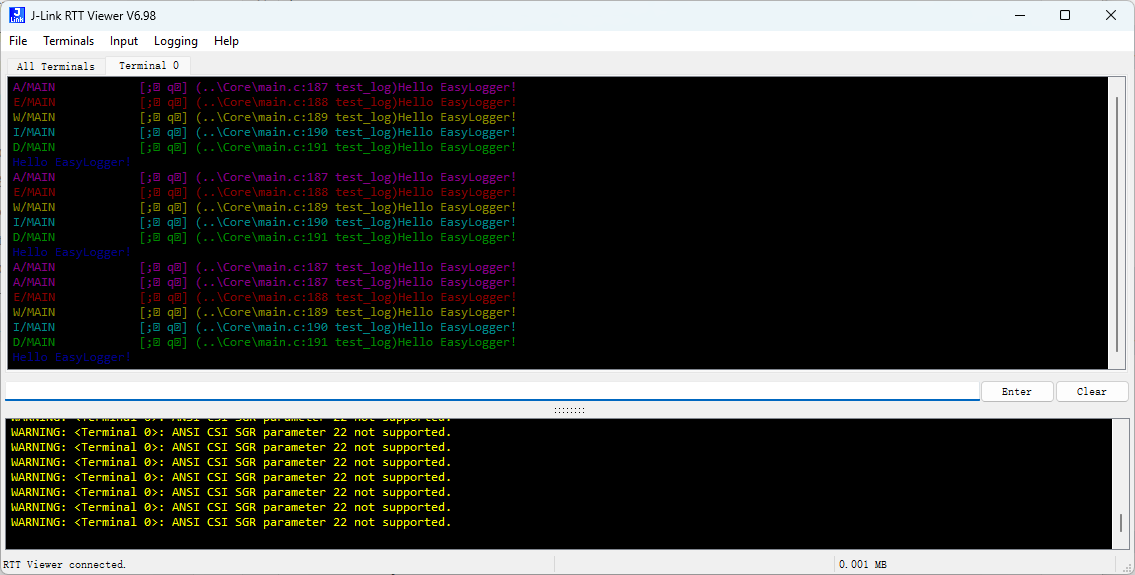 J-Link RTT Viewer V6.98
File Terminals Input Logging Help
All Terminals Terminal 0
A/MAIN [;� q�] (..\Core\main.c:187 test_log)Hello EasyLogger!
E/MAIN [;� q�] (..\Core\main.c:188 test_log)Hello EasyLogger!
W/MAIN [;� q�] (..\Core\main.c:189 test_log)Hello EasyLogger!
I/MAIN [;� q�] (..\Core\main.c:190 test_log)Hello EasyLogger!
D/MAIN [;� q�] (..\Core\main.c:191 test_log)Hello EasyLogger!
Hello EasyLogger!
A/MAIN [;� q�] (..\Core\main.c:187 test_log)Hello EasyLogger!
E/MAIN [;� q�] (..\Core\main.c:188 test_log)Hello EasyLogger!
W/MAIN [;� q�] (..\Core\main.c:189 test_log)Hello EasyLogger!
I/MAIN [;� q�] (..\Core\main.c:190 test_log)Hello EasyLogger!
D/MAIN [;� q�] (..\Core\main.c:191 test_log)Hello EasyLogger!
Hello EasyLogger!
A/MAIN [;� q�] (..\Core\main.c:187 test_log)Hello EasyLogger!
A/MAIN [;� q�] (..\Core\main.c:187 test_log)Hello EasyLogger!
E/MAIN [;� q�] (..\Core\main.c:188 test_log)Hello EasyLogger!
W/MAIN [;� q�] (..\Core\main.c:189 test_log)Hello EasyLogger!
I/MAIN [;� q�] (..\Core\main.c:190 test_log)Hello EasyLogger!
D/MAIN [;� q�] (..\Core\main.c:191 test_log)Hello EasyLogger!
Hello EasyLogger!
Enter Clear
WARNING: <Terminal 0>: ANSI CSI SGR parameter 22 not supported.
WARNING: <Terminal 0>: ANSI CSI SGR parameter 22 not supported.
WARNING: <Terminal 0>: ANSI CSI SGR parameter 22 not supported.
WARNING: <Terminal 0>: ANSI CSI SGR parameter 22 not supported.
WARNING: <Terminal 0>: ANSI CSI SGR parameter 22 not supported.
WARNING: <Terminal 0>: ANSI CSI SGR parameter 22 not supported.
WARNING: <Terminal 0>: ANSI CSI SGR parameter 22 not supported.
WARNING: <Terminal 0>: ANSI CSI SGR parameter 22 not supported.
RTT Viewer connected. 0.001 MB